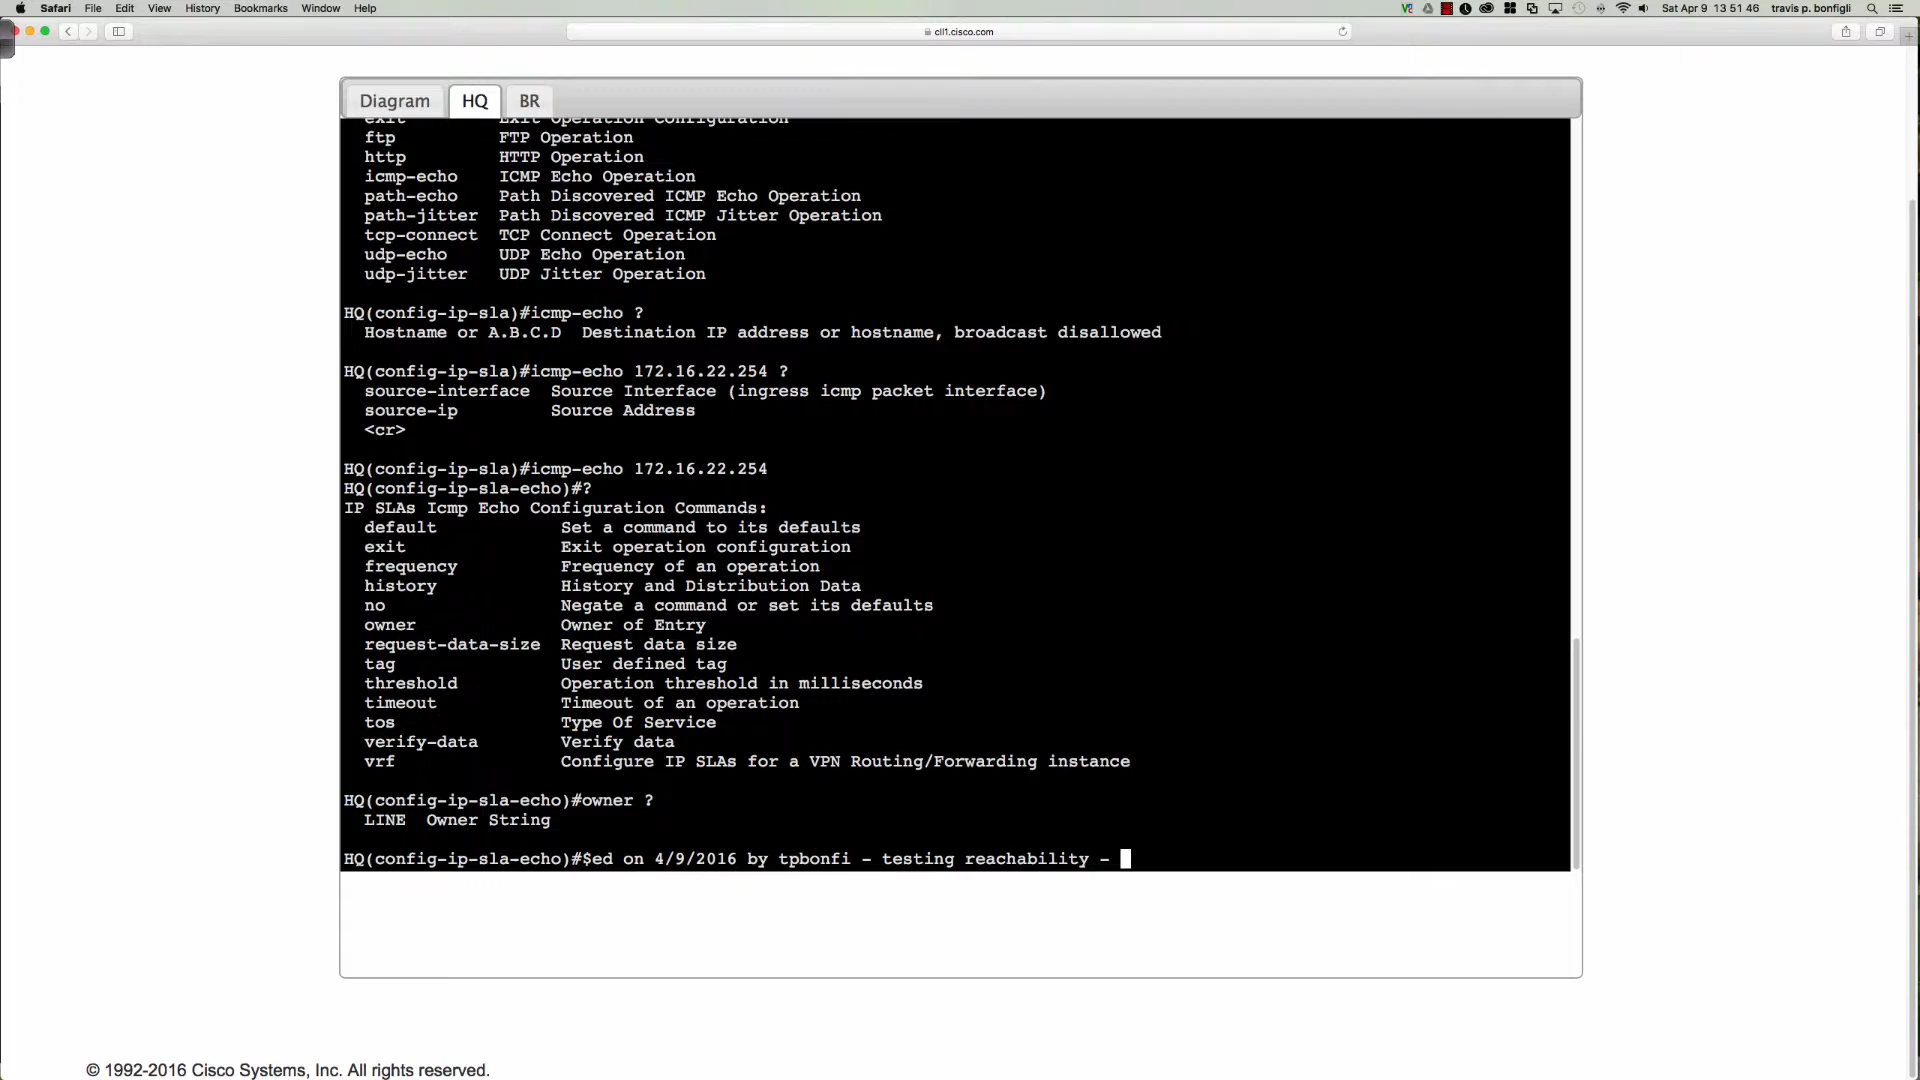 Safari File Edit View History Bookmarks Window Help Sat Apr 9 13 51 46 travis p. bonfigli
cll1.cisco.com
Diagram HQ BR
exit Exit Operation Configuration
ftp FTP Operation
http HTTP Operation
icmp-echo ICMP Echo Operation
path-echo Path Discovered ICMP Echo Operation
path-jitter Path Discovered ICMP Jitter Operation
tcp-connect TCP Connect Operation
udp-echo UDP Echo Operation
udp-jitter UDP Jitter Operation
HQ(config-ip-sla)#icmp-echo ?
Hostname or A.B.C.D Destination IP address or hostname, broadcast disallowed
HQ(config-ip-sla)#icmp-echo 172.16.22.254 ?
source-interface Source Interface (ingress icmp packet interface)
source-ip Source Address
<cr>
HQ(config-ip-sla)#icmp-echo 172.16.22.254
HQ(config-ip-sla-echo)#?
IP SLAs Icmp Echo Configuration Commands:
default Set a command to its defaults
exit Exit operation configuration
frequency Frequency of an operation
history History and Distribution Data
no Negate a command or set its defaults
owner Owner of Entry
request-data-size Request data size
tag User defined tag
threshold Operation threshold in milliseconds
timeout Timeout of an operation
tos Type Of Service
verify-data Verify data
vrf Configure IP SLAs for a VPN Routing/Forwarding instance
HQ(config-ip-sla-echo)#owner ?
LINE Owner String
HQ(config-ip-sla-echo)#$ed on 4/9/2016 by tpbonfi - testing reachability -
© 1992-2016 Cisco Systems, Inc. All rights reserved.